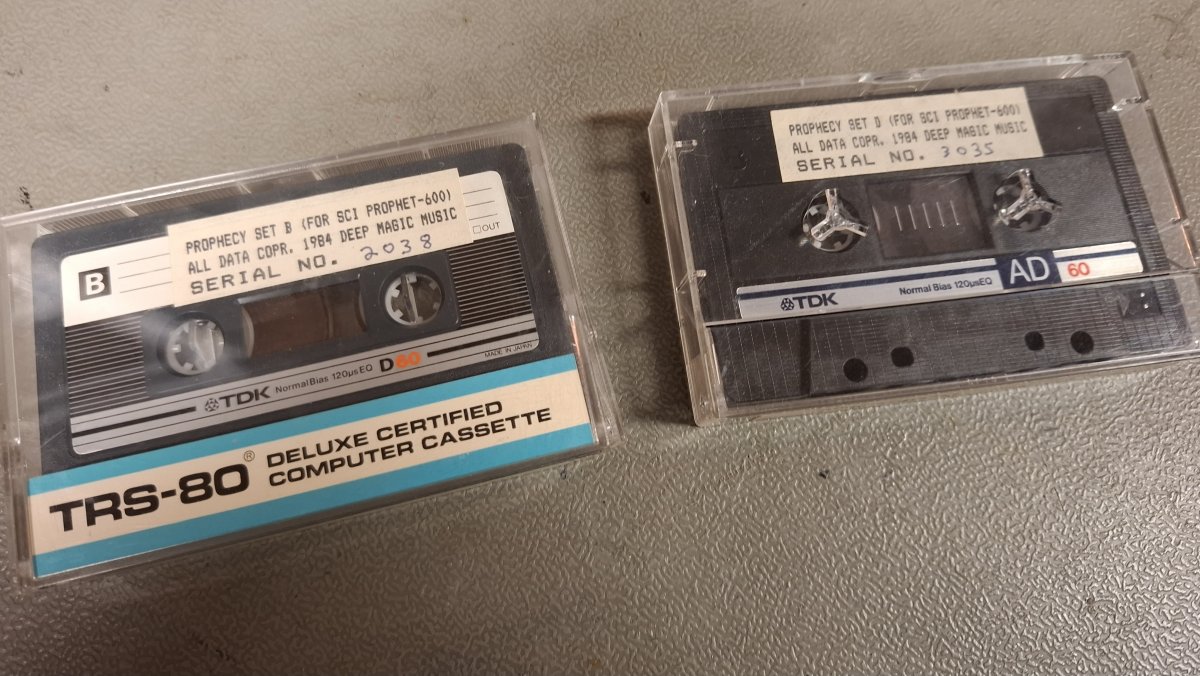 PROPHECY SET B (FOR SCI PROPHET-600)
ALL DATA COPR. 1984 DEEP MAGIC MUSIC
SERIAL NO. 2038
B
OUT
TDK Normal Bias 120µs EQ D60
MADE IN JAPAN
TRS-80® DELUXE CERTIFIED
COMPUTER CASSETTE
PROPHECY SET D (FOR SCI PROPHET-600)
ALL DATA COPR. 1984 DEEP MAGIC MUSIC
SERIAL NO. 3035
TDK Normal Bias 120µsEQ AD 60